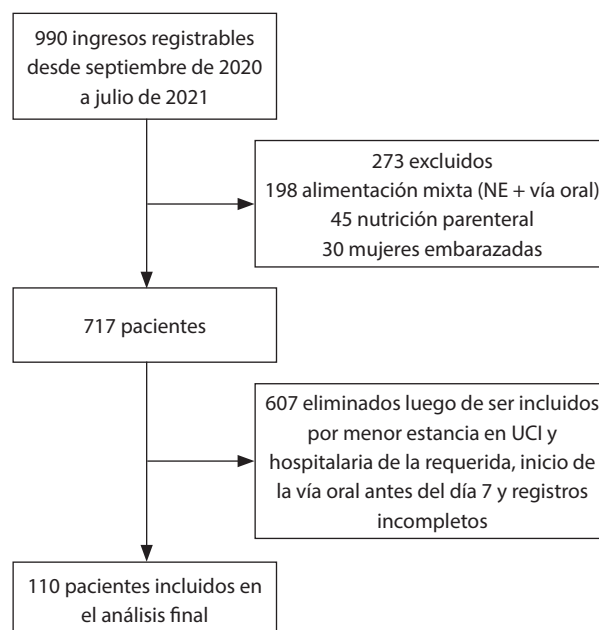 990 ingresos registrables
desde septiembre de 2020
a julio de 2021
273 excluidos
198 alimentación mixta (NE + vía oral)
45 nutrición parenteral
30 mujeres embarazadas
717 pacientes
607 eliminados luego de ser incluidos
por menor estancia en UCI y
hospitalaria de la requerida, inicio de
la vía oral antes del día 7 y registros
incompletos
110 pacientes incluidos en
el análisis final